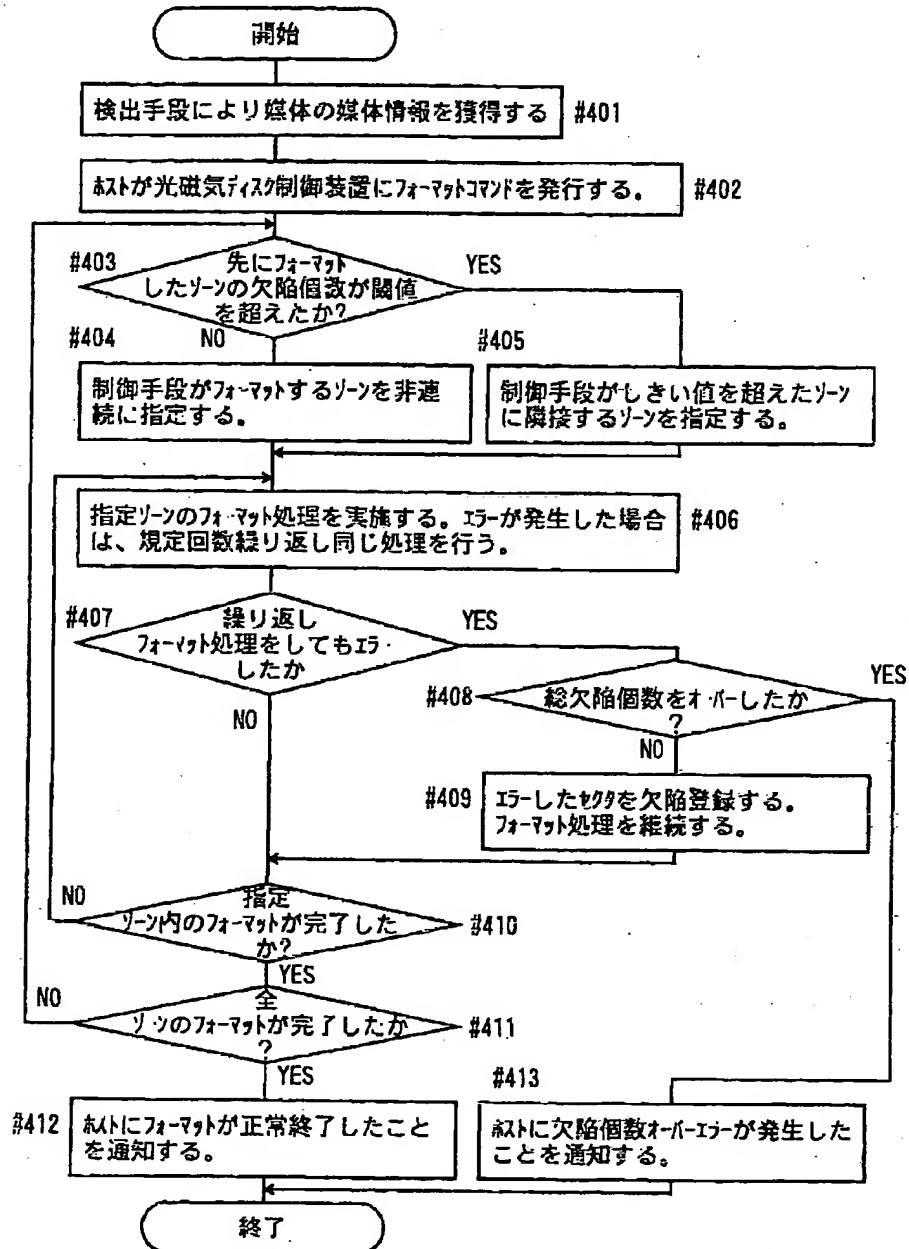 開始
検出手段により媒体の媒体情報を獲得する
#401
ホストが光磁気ディスク制御装置にフォーマットコマンドを発行する。
#402
#403
先にフォーマット
したゾーンの欠陥個数が閾値
を超えたか?
YES
NO
#404
#405
制御手段がフォーマットするゾーンを非連
続に指定する。
制御手段がしきい値を超えたゾーン
に隣接するゾーンを指定する。
指定ゾーンのフォーマット処理を実施する。エラーが発生した場合
は、規定回数繰り返し同じ処理を行う。
#406
#407
繰り返し
フォーマット処理をしてもエラー
したか
YES
NO
#408
総欠陥個数をオーバーしたか
?
YES
NO
#409
エラーしたセクタを欠陥登録する。
フォーマット処理を継続する。
NO
指定
ゾーン内のフォーマットが完了した
か?
#410
YES
NO
全
ゾーンのフォーマットが完了したか
?
#411
YES
#412
ホストにフォーマットが正常終了したこと
を通知する。
#413
ホストに欠陥個数オーバーエラーが発生した
ことを通知する。
終了